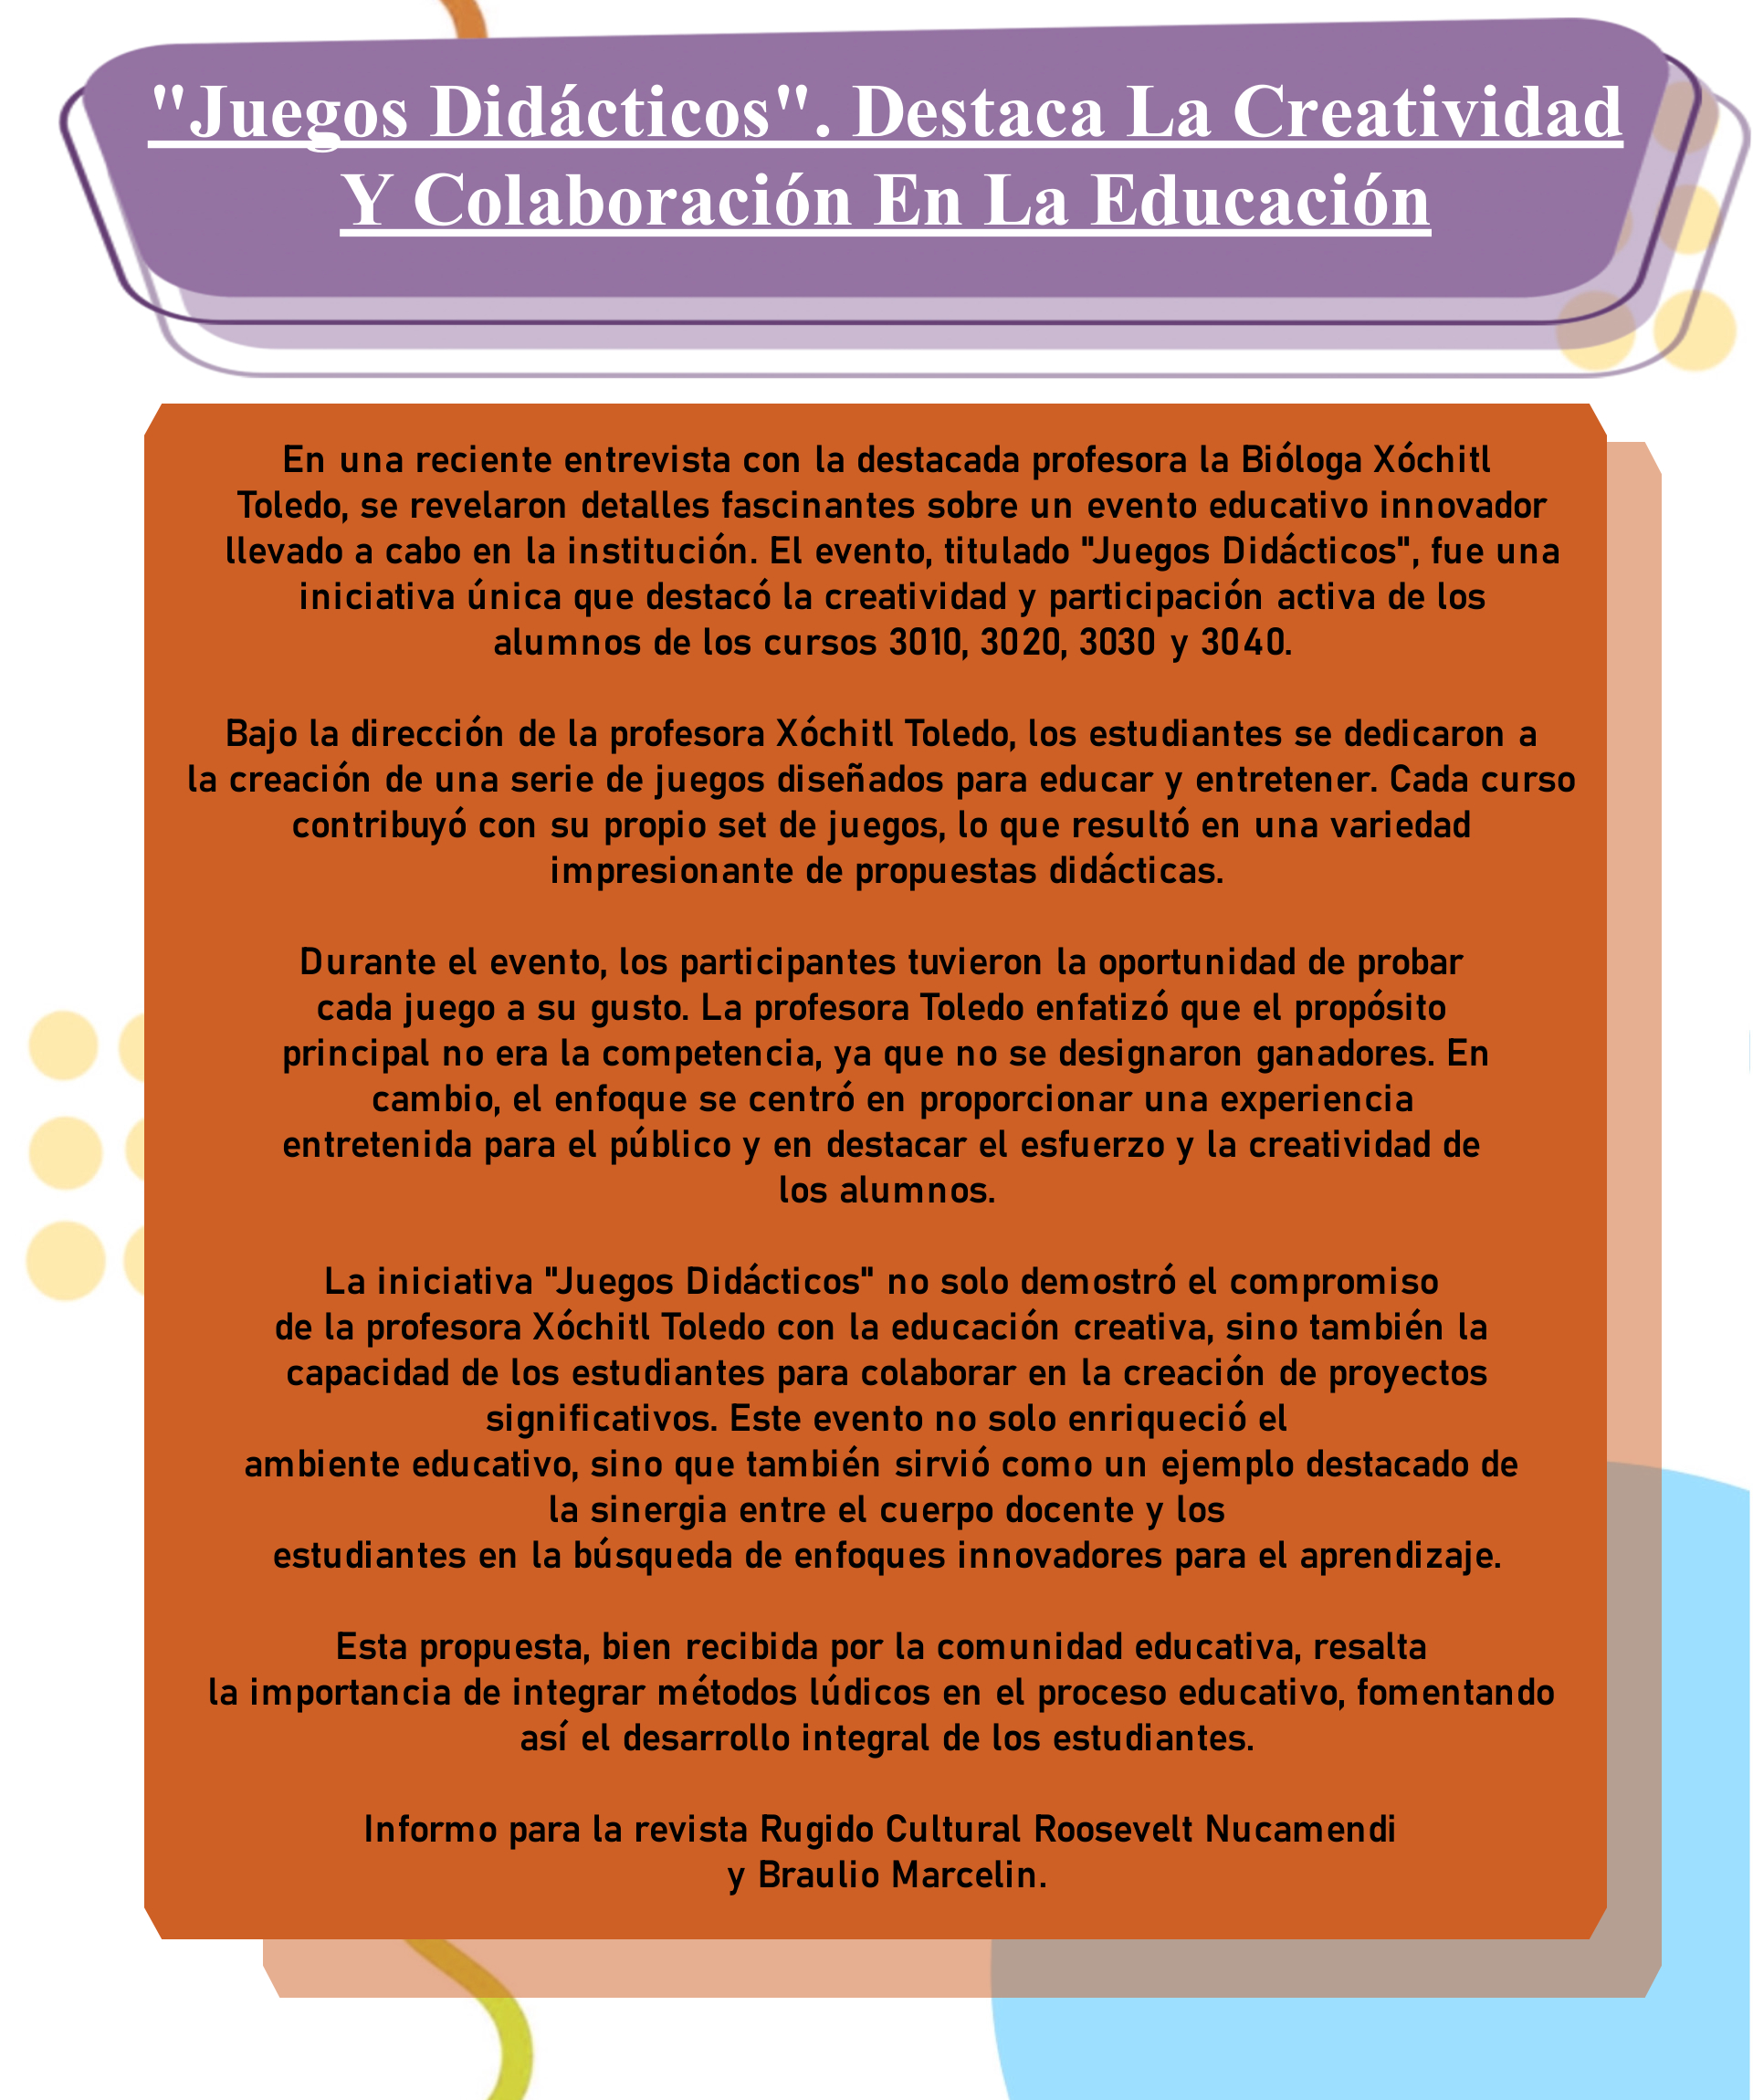 "Juegos Didácticos". Destaca La Creatividad
Y Colaboración En La Educación
En una reciente entrevista con la destacada profesora la Bióloga Xóchitl
Toledo, se revelaron detalles fascinantes sobre un evento educativo innovador
llevado a cabo en la institución. El evento, titulado "Juegos Didácticos", fue una
iniciativa única que destacó la creatividad y participación activa de los
alumnos de los cursos 3010, 3020, 3030 y 3040.
Bajo la dirección de la profesora Xóchitl Toledo, los estudiantes se dedicaron a
la creación de una serie de juegos diseñados para educar y entretener. Cada curso
contribuyó con su propio set de juegos, lo que resultó en una variedad
impresionante de propuestas didácticas.
Durante el evento, los participantes tuvieron la oportunidad de probar
cada juego a su gusto. La profesora Toledo enfatizó que el propósito
principal no era la competencia, ya que no se designaron ganadores. En
cambio, el enfoque se centró en proporcionar una experiencia
entretenida para el público y en destacar el esfuerzo y la creatividad de
los alumnos.
La iniciativa "Juegos Didácticos" no solo demostró el compromiso
de la profesora Xóchitl Toledo con la educación creativa, sino también la
capacidad de los estudiantes para colaborar en la creación de proyectos
significativos. Este evento no solo enriqueció el
ambiente educativo, sino que también sirvió como un ejemplo destacado de
la sinergia entre el cuerpo docente y los
estudiantes en la búsqueda de enfoques innovadores para el aprendizaje.
Esta propuesta, bien recibida por la comunidad educativa, resalta
la importancia de integrar métodos lúdicos en el proceso educativo, fomentando
así el desarrollo integral de los estudiantes.
Informo para la revista Rugido Cultural Roosevelt Nucamendi
y Braulio Marcelin.